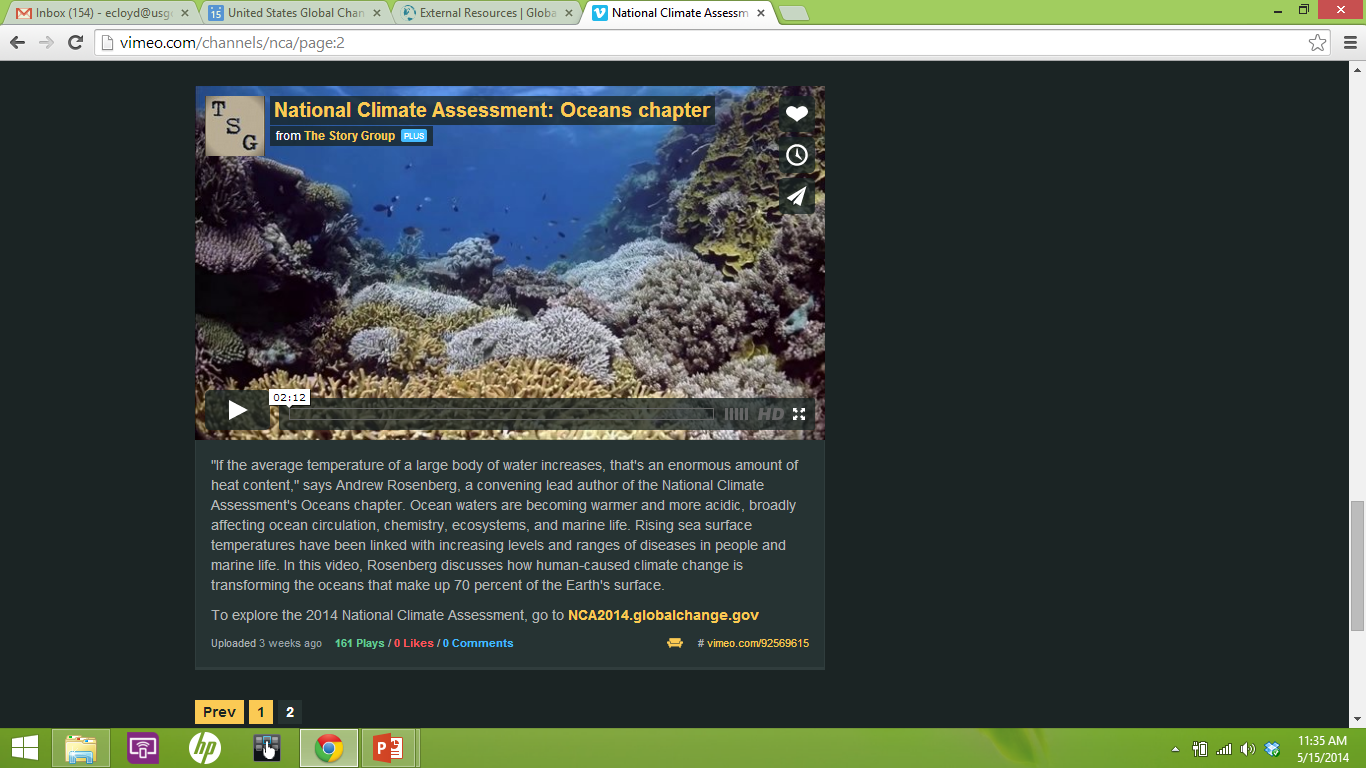 Inbox (154) - ecloyd@usg
15
United States Global Chan
External Resources | Globa
National Climate Assessm
vimeo.com/channels/nca/page:2
T
S
G
National Climate Assessment: Oceans chapter
from The Story Group PLUS
02:12
HD
"If the average temperature of a large body of water increases, that's an enormous amount of
heat content," says Andrew Rosenberg, a convening lead author of the National Climate
Assessment's Oceans chapter. Ocean waters are becoming warmer and more acidic, broadly
affecting ocean circulation, chemistry, ecosystems, and marine life. Rising sea surface
temperatures have been linked with increasing levels and ranges of diseases in people and
marine life. In this video, Rosenberg discusses how human-caused climate change is
transforming the oceans that make up 70 percent of the Earth's surface.
To explore the 2014 National Climate Assessment, go to NCA2014.globalchange.gov
Uploaded 3 weeks ago 161 Plays / 0 Likes / 0 Comments # vimeo.com/92569615
Prev 1 2
hp
P
11:35 AM
5/15/2014